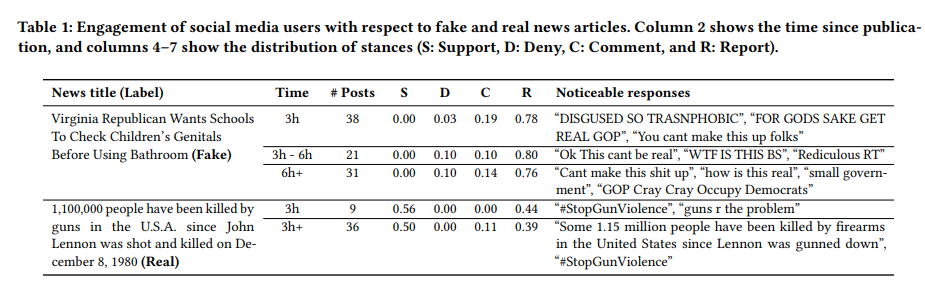 Table 1: Engagement of social media users with respect to fake and real news articles. Column 2 shows the time since publica-
tion, and columns 4–7 show the distribution of stances (S: Support, D: Deny, C: Comment, and R: Report).
News title (Label) Time # Posts S D C R Noticeable responses
Virginia Republican Wants Schools 3h 38 0.00 0.03 0.19 0.78 “DISGUSED SO TRASNPHOBIC”, “FOR GODS SAKE GET
To Check Children’s Genitals REAL GOP”, “You cant make this up folks”
Before Using Bathroom (Fake) 3h - 6h 21 0.00 0.10 0.10 0.80 “Ok This cant be real”, “WTF IS THIS BS”, “Rediculous RT”
6h+ 31 0.00 0.10 0.14 0.76 “Cant make this shit up”, “how is this real”, “small govern-
ment”, “GOP Cray Cray Occupy Democrats”
1,100,000 people have been killed by 3h 9 0.56 0.00 0.00 0.44 “#StopGunViolence”, “guns r the problem”
guns in the U.S.A. since John 3h+ 36 0.50 0.00 0.11 0.39 “Some 1.15 million people have been killed by firearms
Lennon was shot and killed on De- in the United States since Lennon was gunned down”,
cember 8, 1980 (Real) “#StopGunViolence”